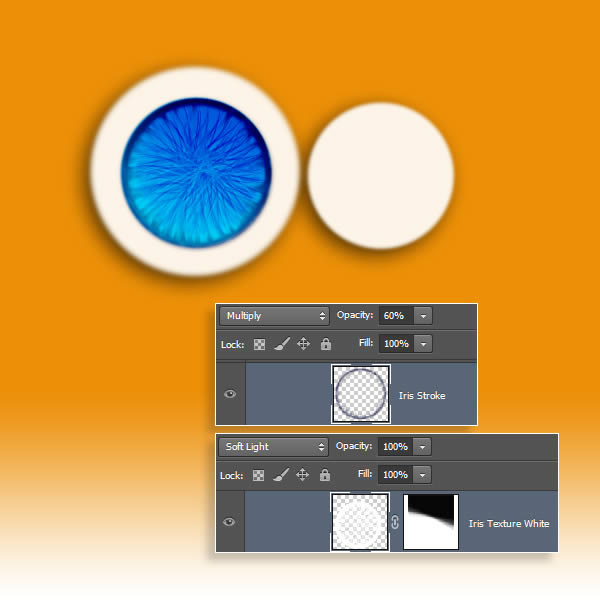 Multiply Opacity: 60%
Lock: Fill: 100%
Iris Stroke
Soft Light Opacity: 100%
Lock: Fill: 100%
Iris Texture White